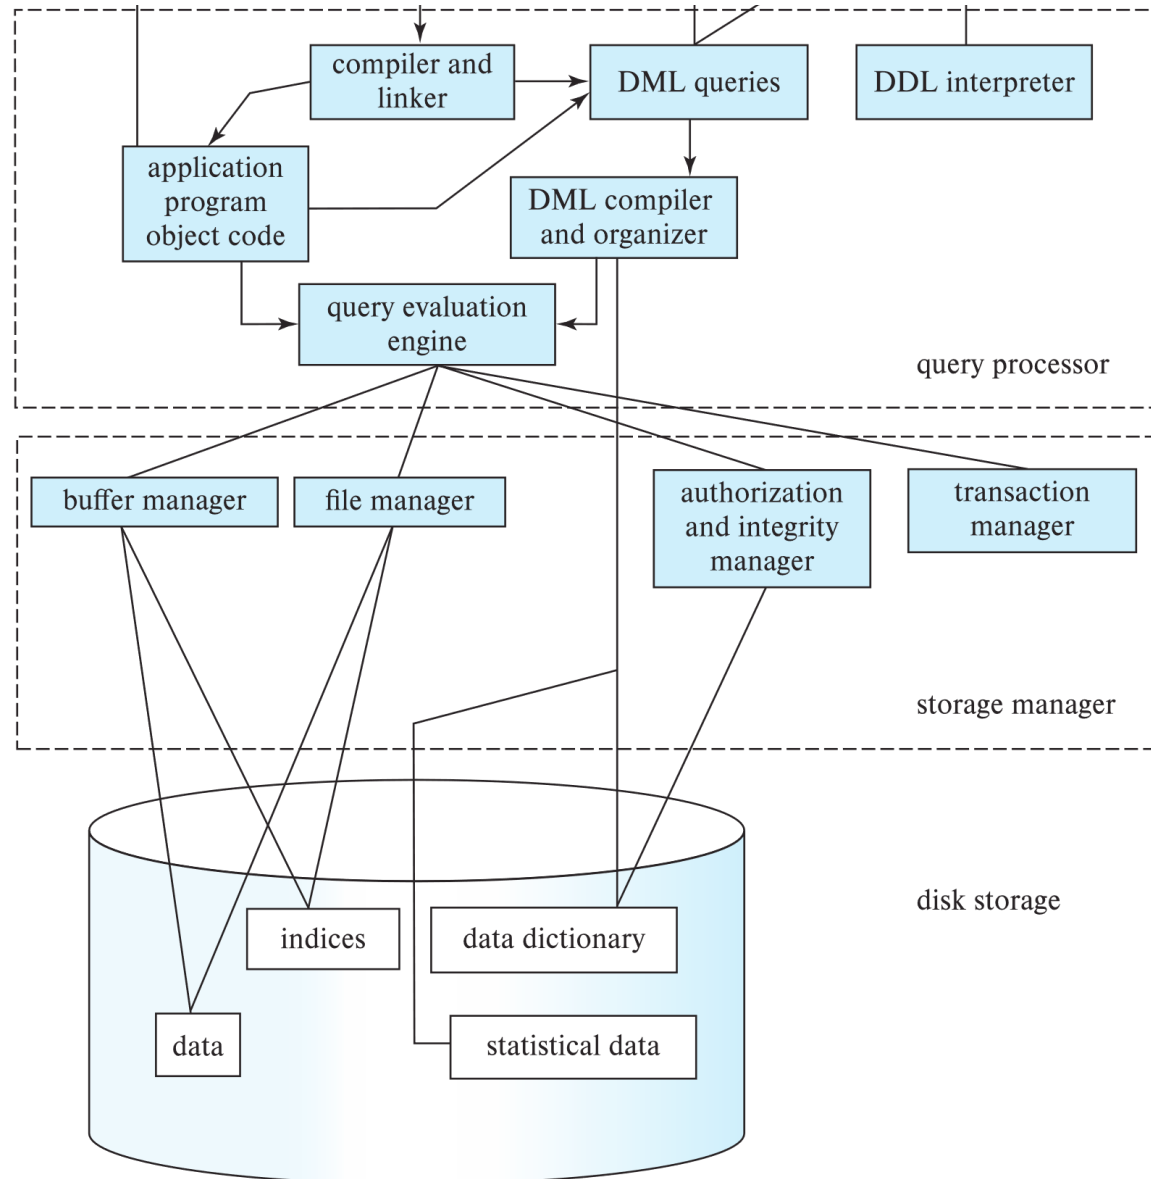 compiler and
linker
DML queries
DDL interpreter
application
program
object code
DML compiler
and organizer
query evaluation
engine
query processor
buffer manager
file manager
authorization
and integrity
manager
transaction
manager
storage manager
disk storage
indices
data dictionary
data
statistical data